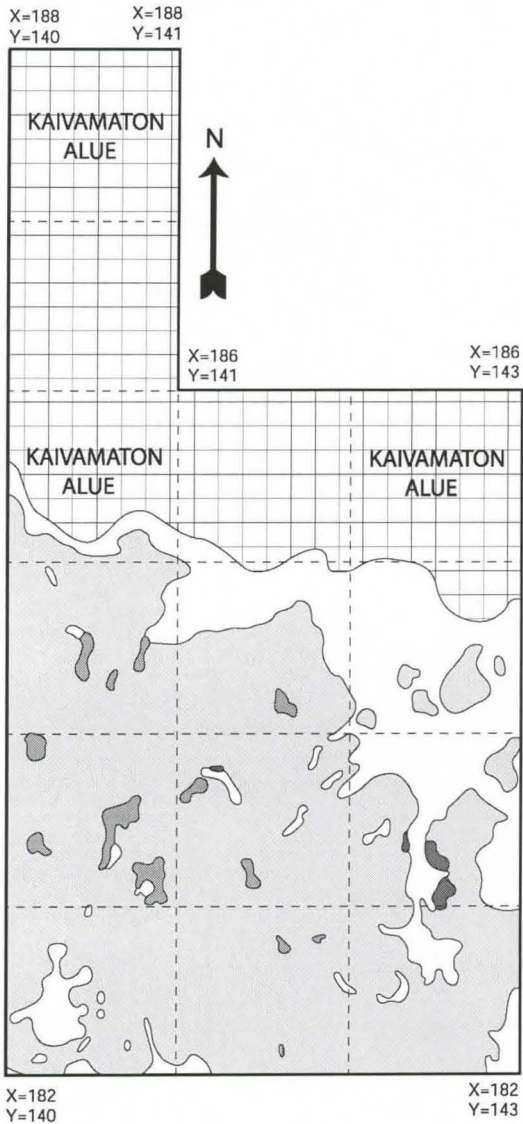 X=188
Y=140
X=188
Y=141
KAIVAMATON
ALUE
N
X=186
Y=141
X=186
Y=143
KAIVAMATON
ALUE
KAIVAMATON
ALUE
X=182
Y=140
X=182
Y=143